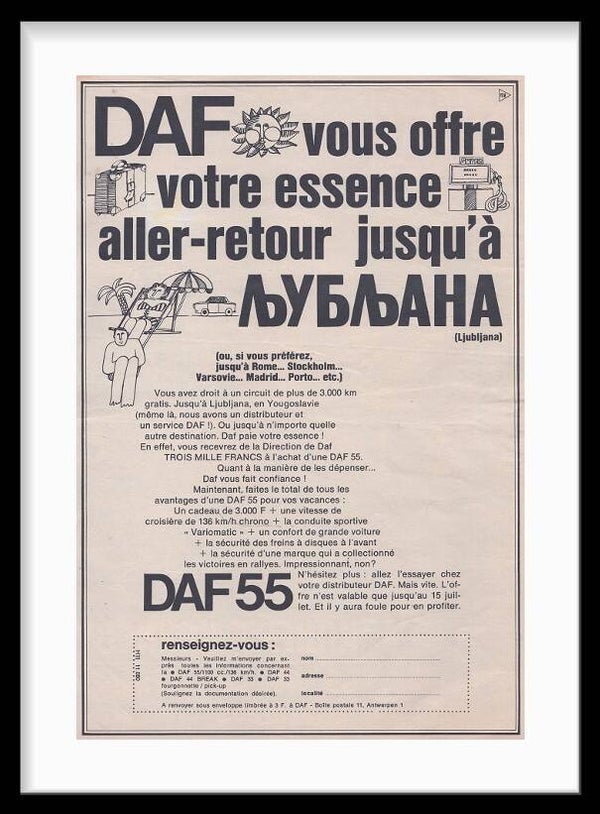 DAF vous offre
votre essence
aller-retour jusqu'à
ЉУБЉАНА
(Ljubljana)
(ou, si vous préférez,
jusqu'à Rome... Stockholm...
Varsovie... Madrid... Porto... etc.)
Vous avez droit à un circuit de plus de 3.000 km
gratis. Jusqu'à Ljubljana, en Yougoslavie
(même là, nous avons un distributeur et
un service DAF !). Ou jusqu'à n'importe quelle
autre destination. Daf paie votre essence !
En effet, vous recevrez de la Direction de Daf
TROIS MILLE FRANCS à l'achat d'une DAF 55.
Quant à la manière de les dépenser...
Daf vous fait confiance !
Maintenant, faites le total de tous les
avantages d'une DAF 55 pour vos vacances :
Un cadeau de 3.000 F + une vitesse de
croisière de 136 km/h.chrono + la conduite sportive
« Variomatic » + un confort de grande voiture
+ la sécurité des freins à disques à l'avant
+ la sécurité d'une marque qui a collectionné
les victoires en rallyes. Impressionnant, non?
DAF 55
N'hésitez plus : allez l'essayer chez
votre distributeur DAF. Mais vite. L'of-
fre n'est valable que jusqu'au 15 juil-
let. Et il y aura foule pour en profiter.
renseignez-vous :
Messieurs - Veuillez m'envoyer par ex-
près toutes les informations concernant
la ● DAF 55/1100 cc./136 km/h. ● DAF 44
● DAF 44 BREAK ● DAF 33 ● DAF 33
fourgonnette / pick-up
(Soulignez la documentation désirée).
nom
adresse
localité
A renvoyer sous enveloppe timbrée à 3 F. à DAF - Boîte postale 11, Antwerpen 1